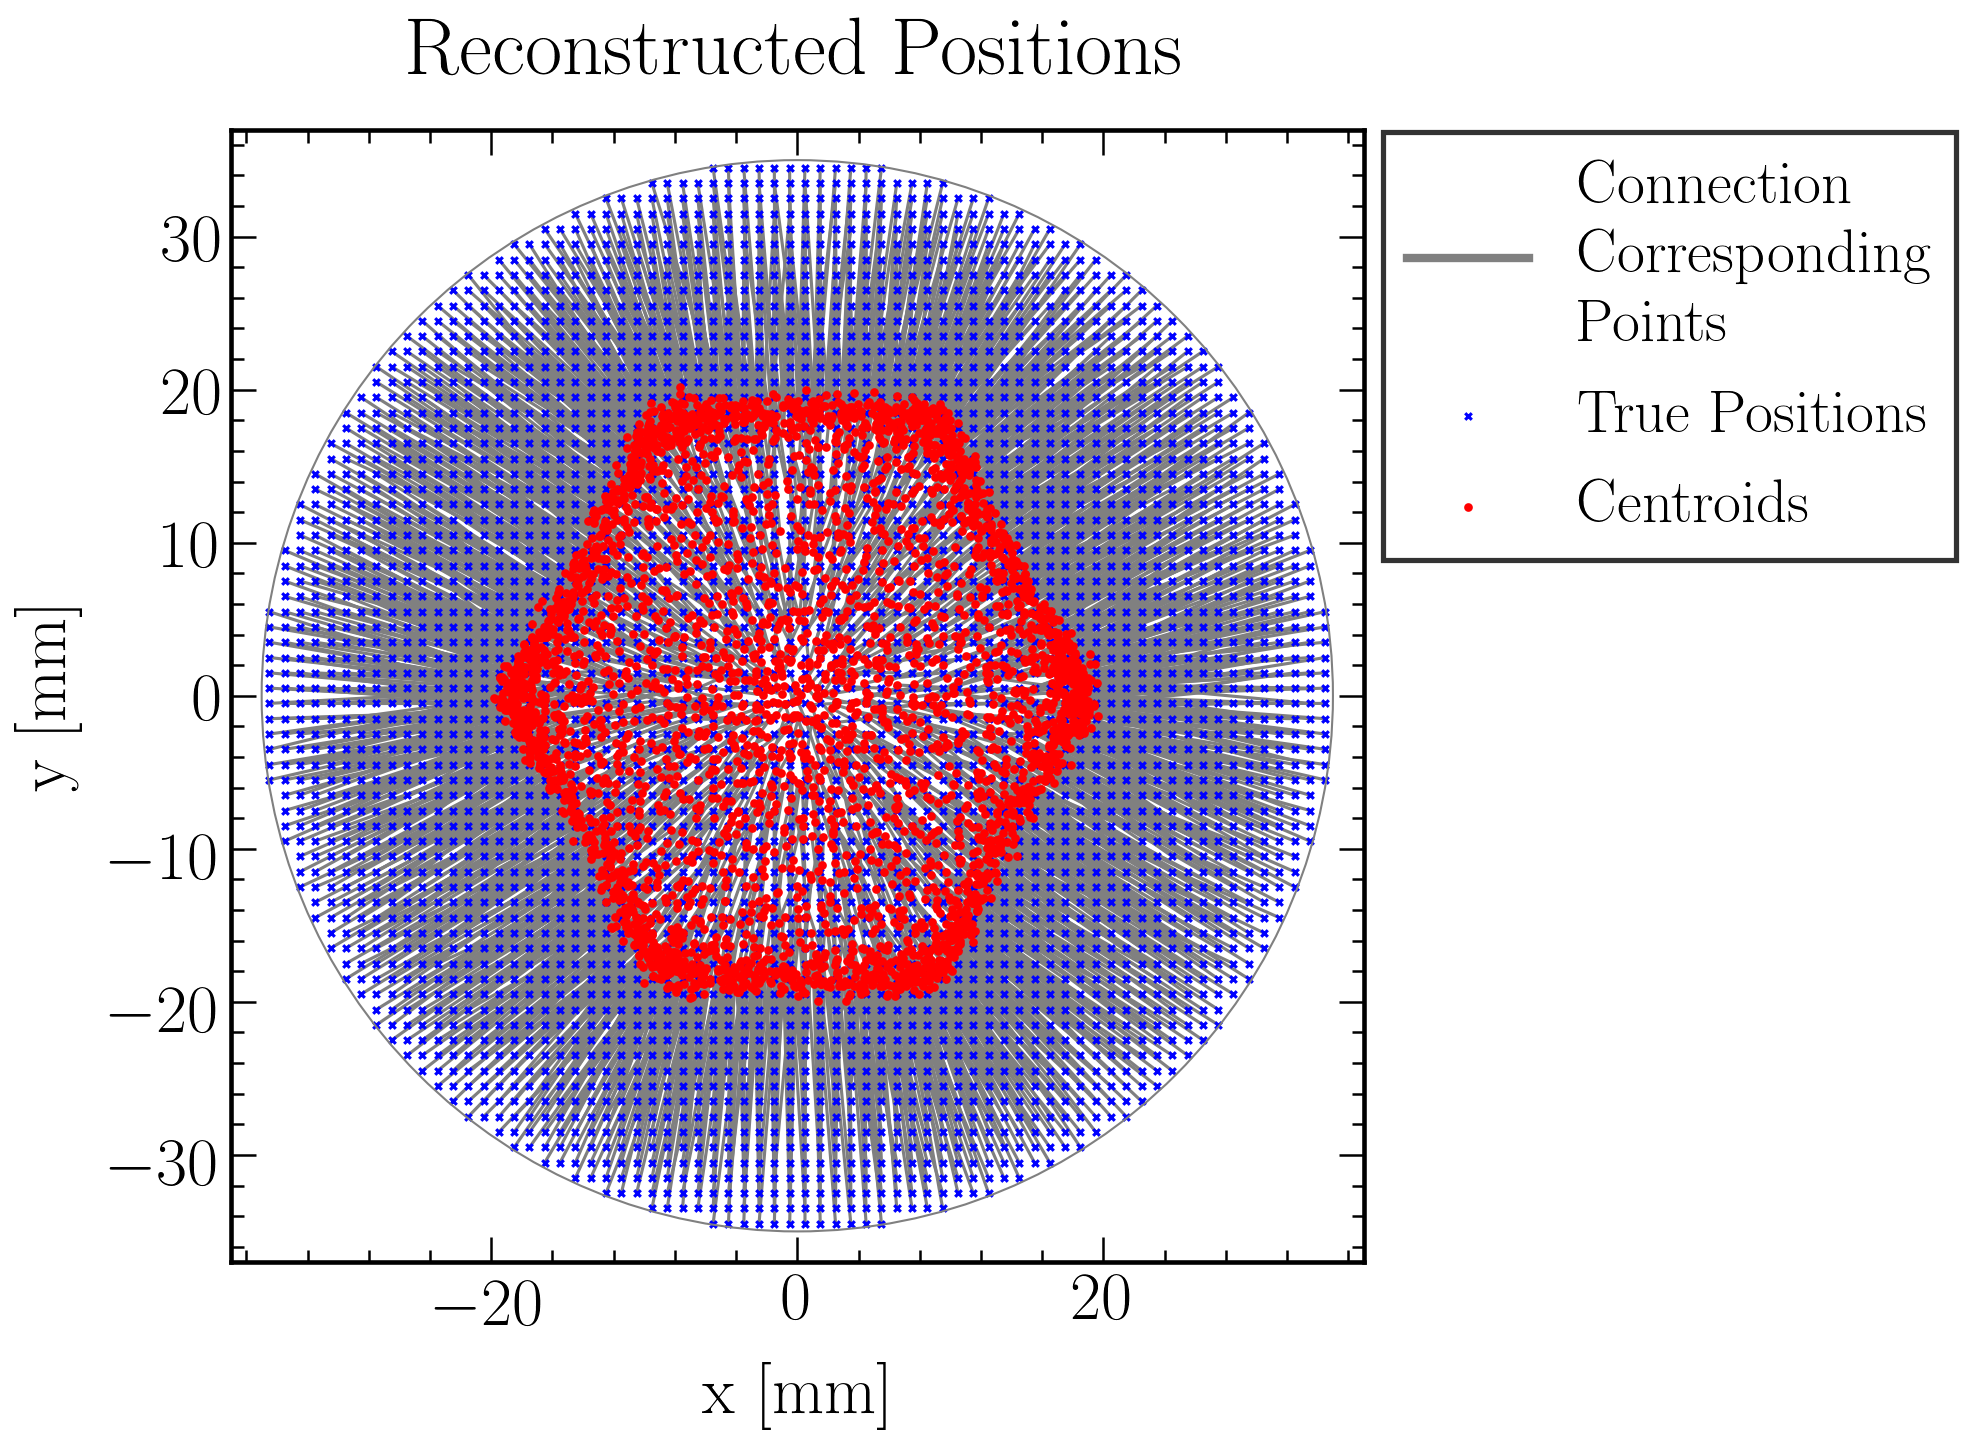 Reconstructed Positions
Connection
Corresponding
Points
True Positions
Centroids
30
20
10
0
−10
−20
−30
y [mm]
−20 0 20
x [mm]